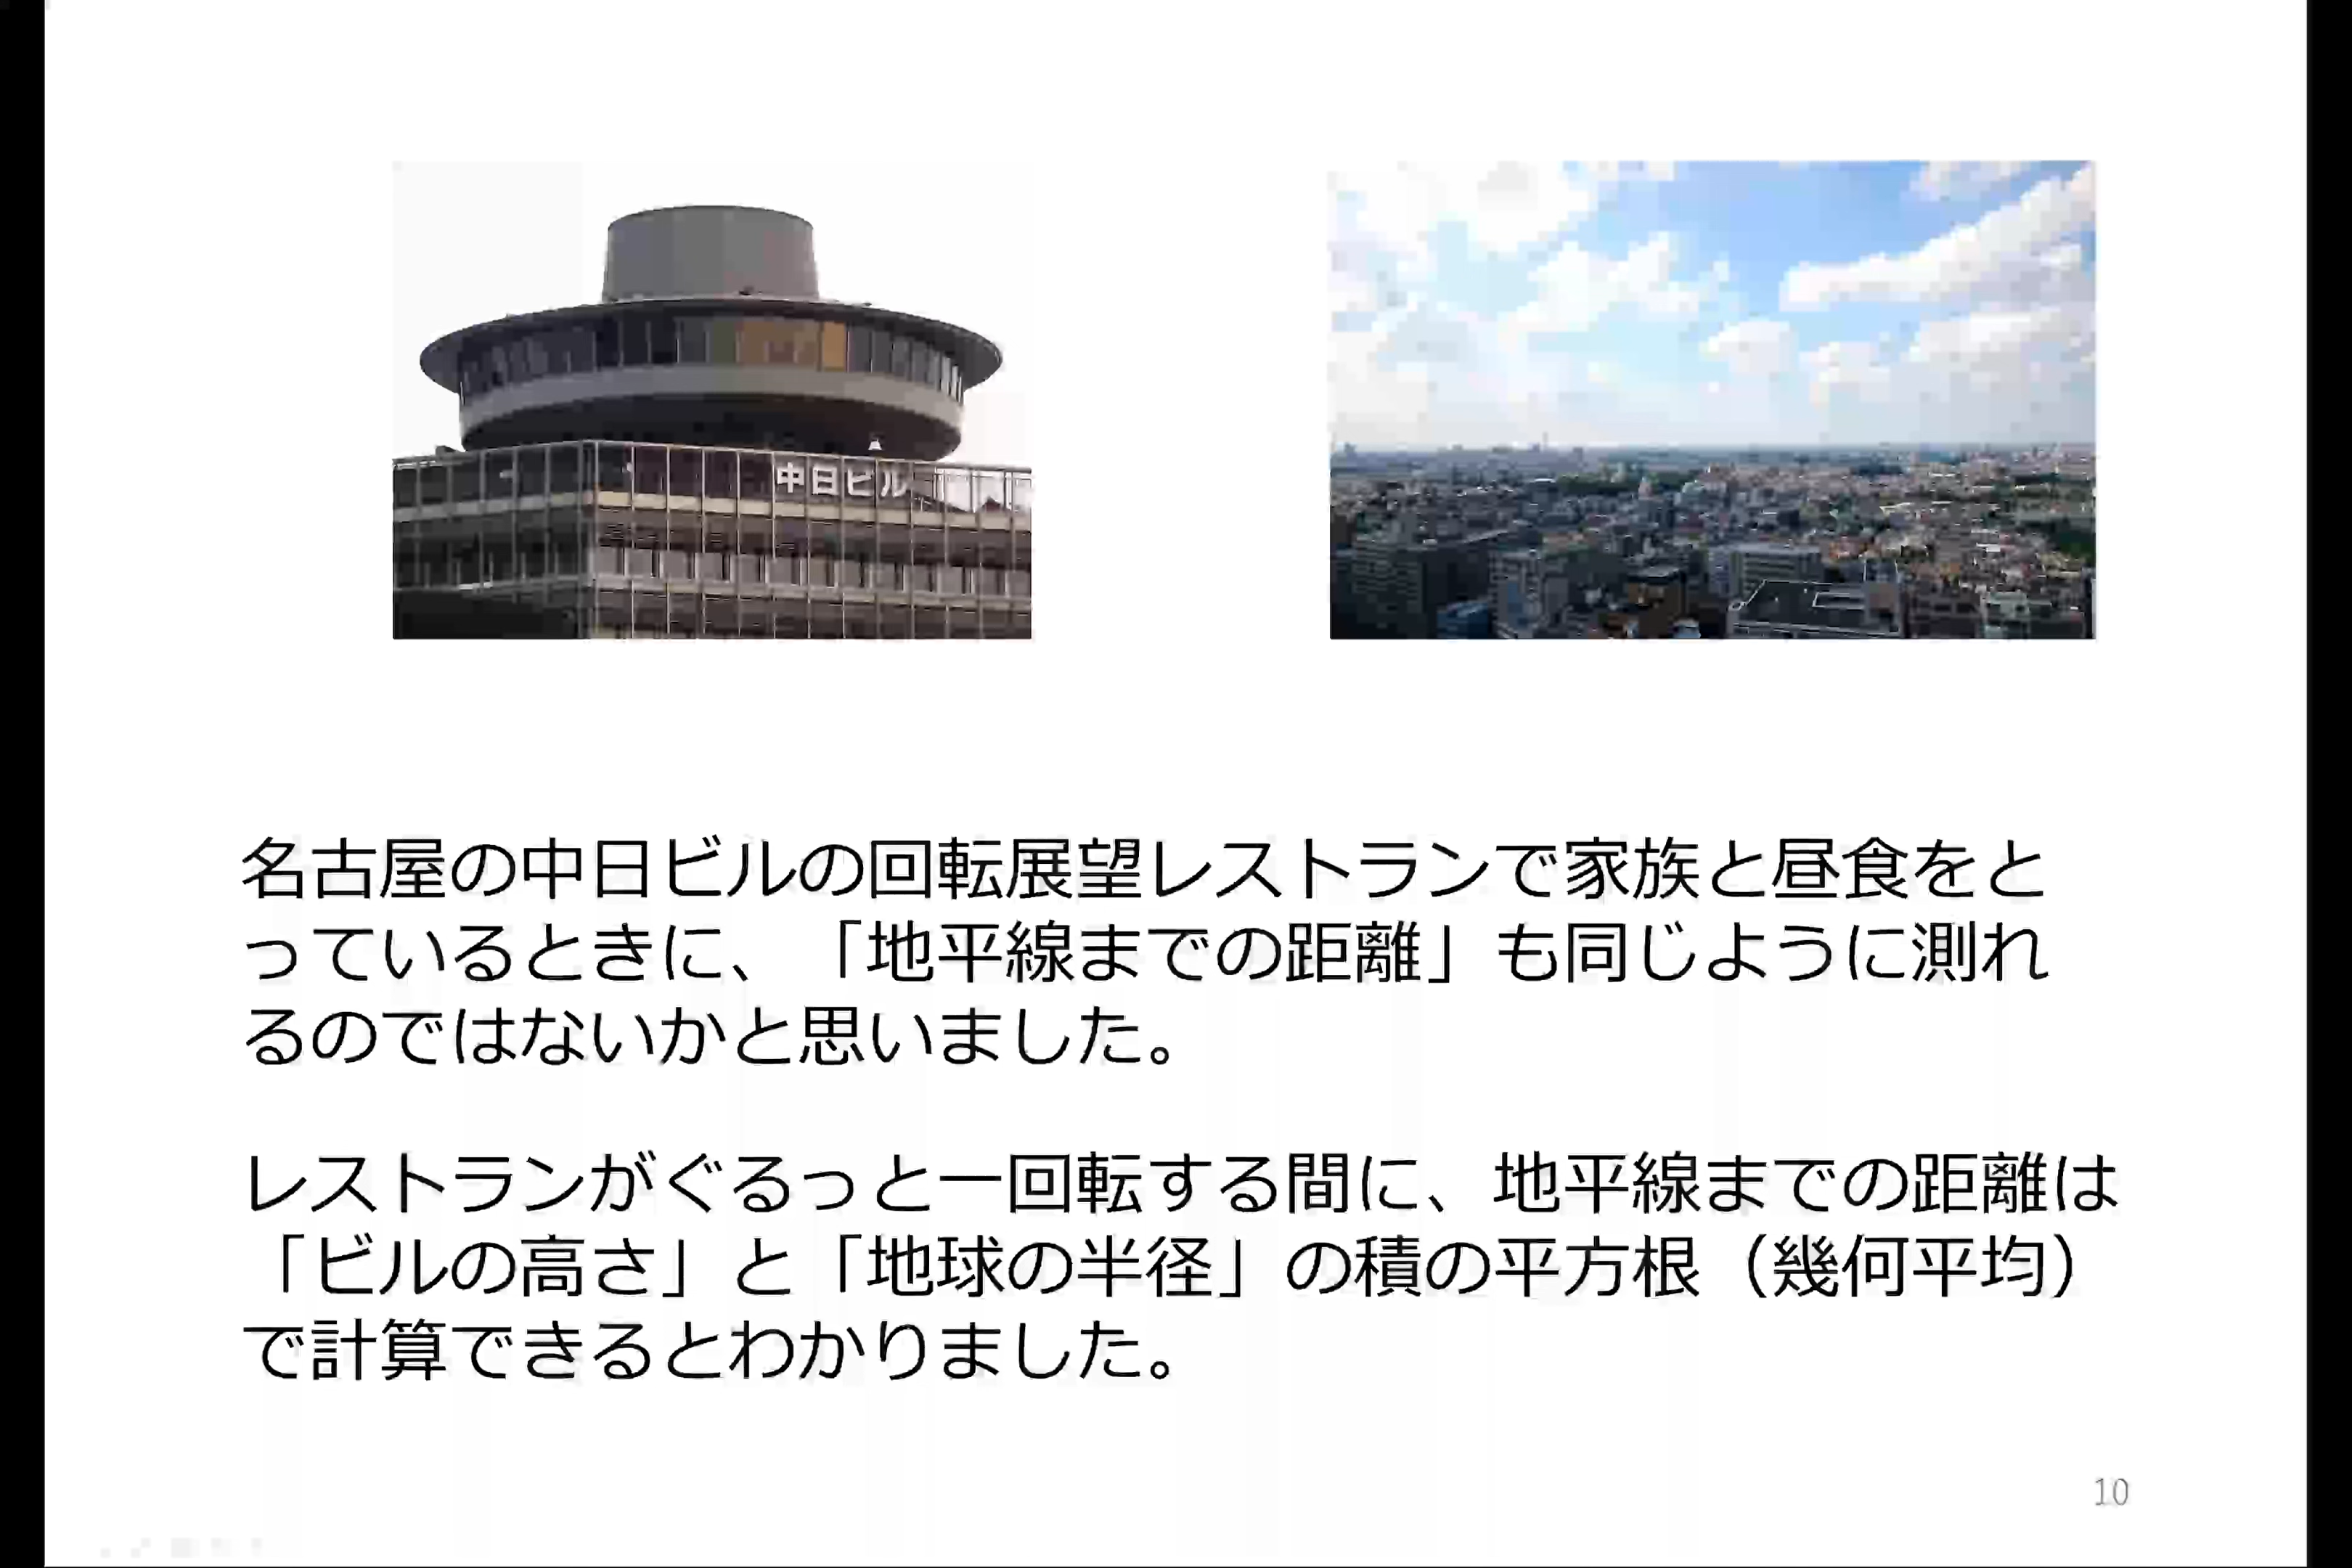 中日ビル
名古屋の中日ビルの回転展望レストランで家族と昼食をと
っているときに、「地平線までの距離」も同じように測れ
るのではないかと思いました。
レストランがぐるっと一回転する間に、地平線までの距離は
「ビルの高さ」と「地球の半径」の積の平方根（幾何平均）
で計算できるとわかりました。
10